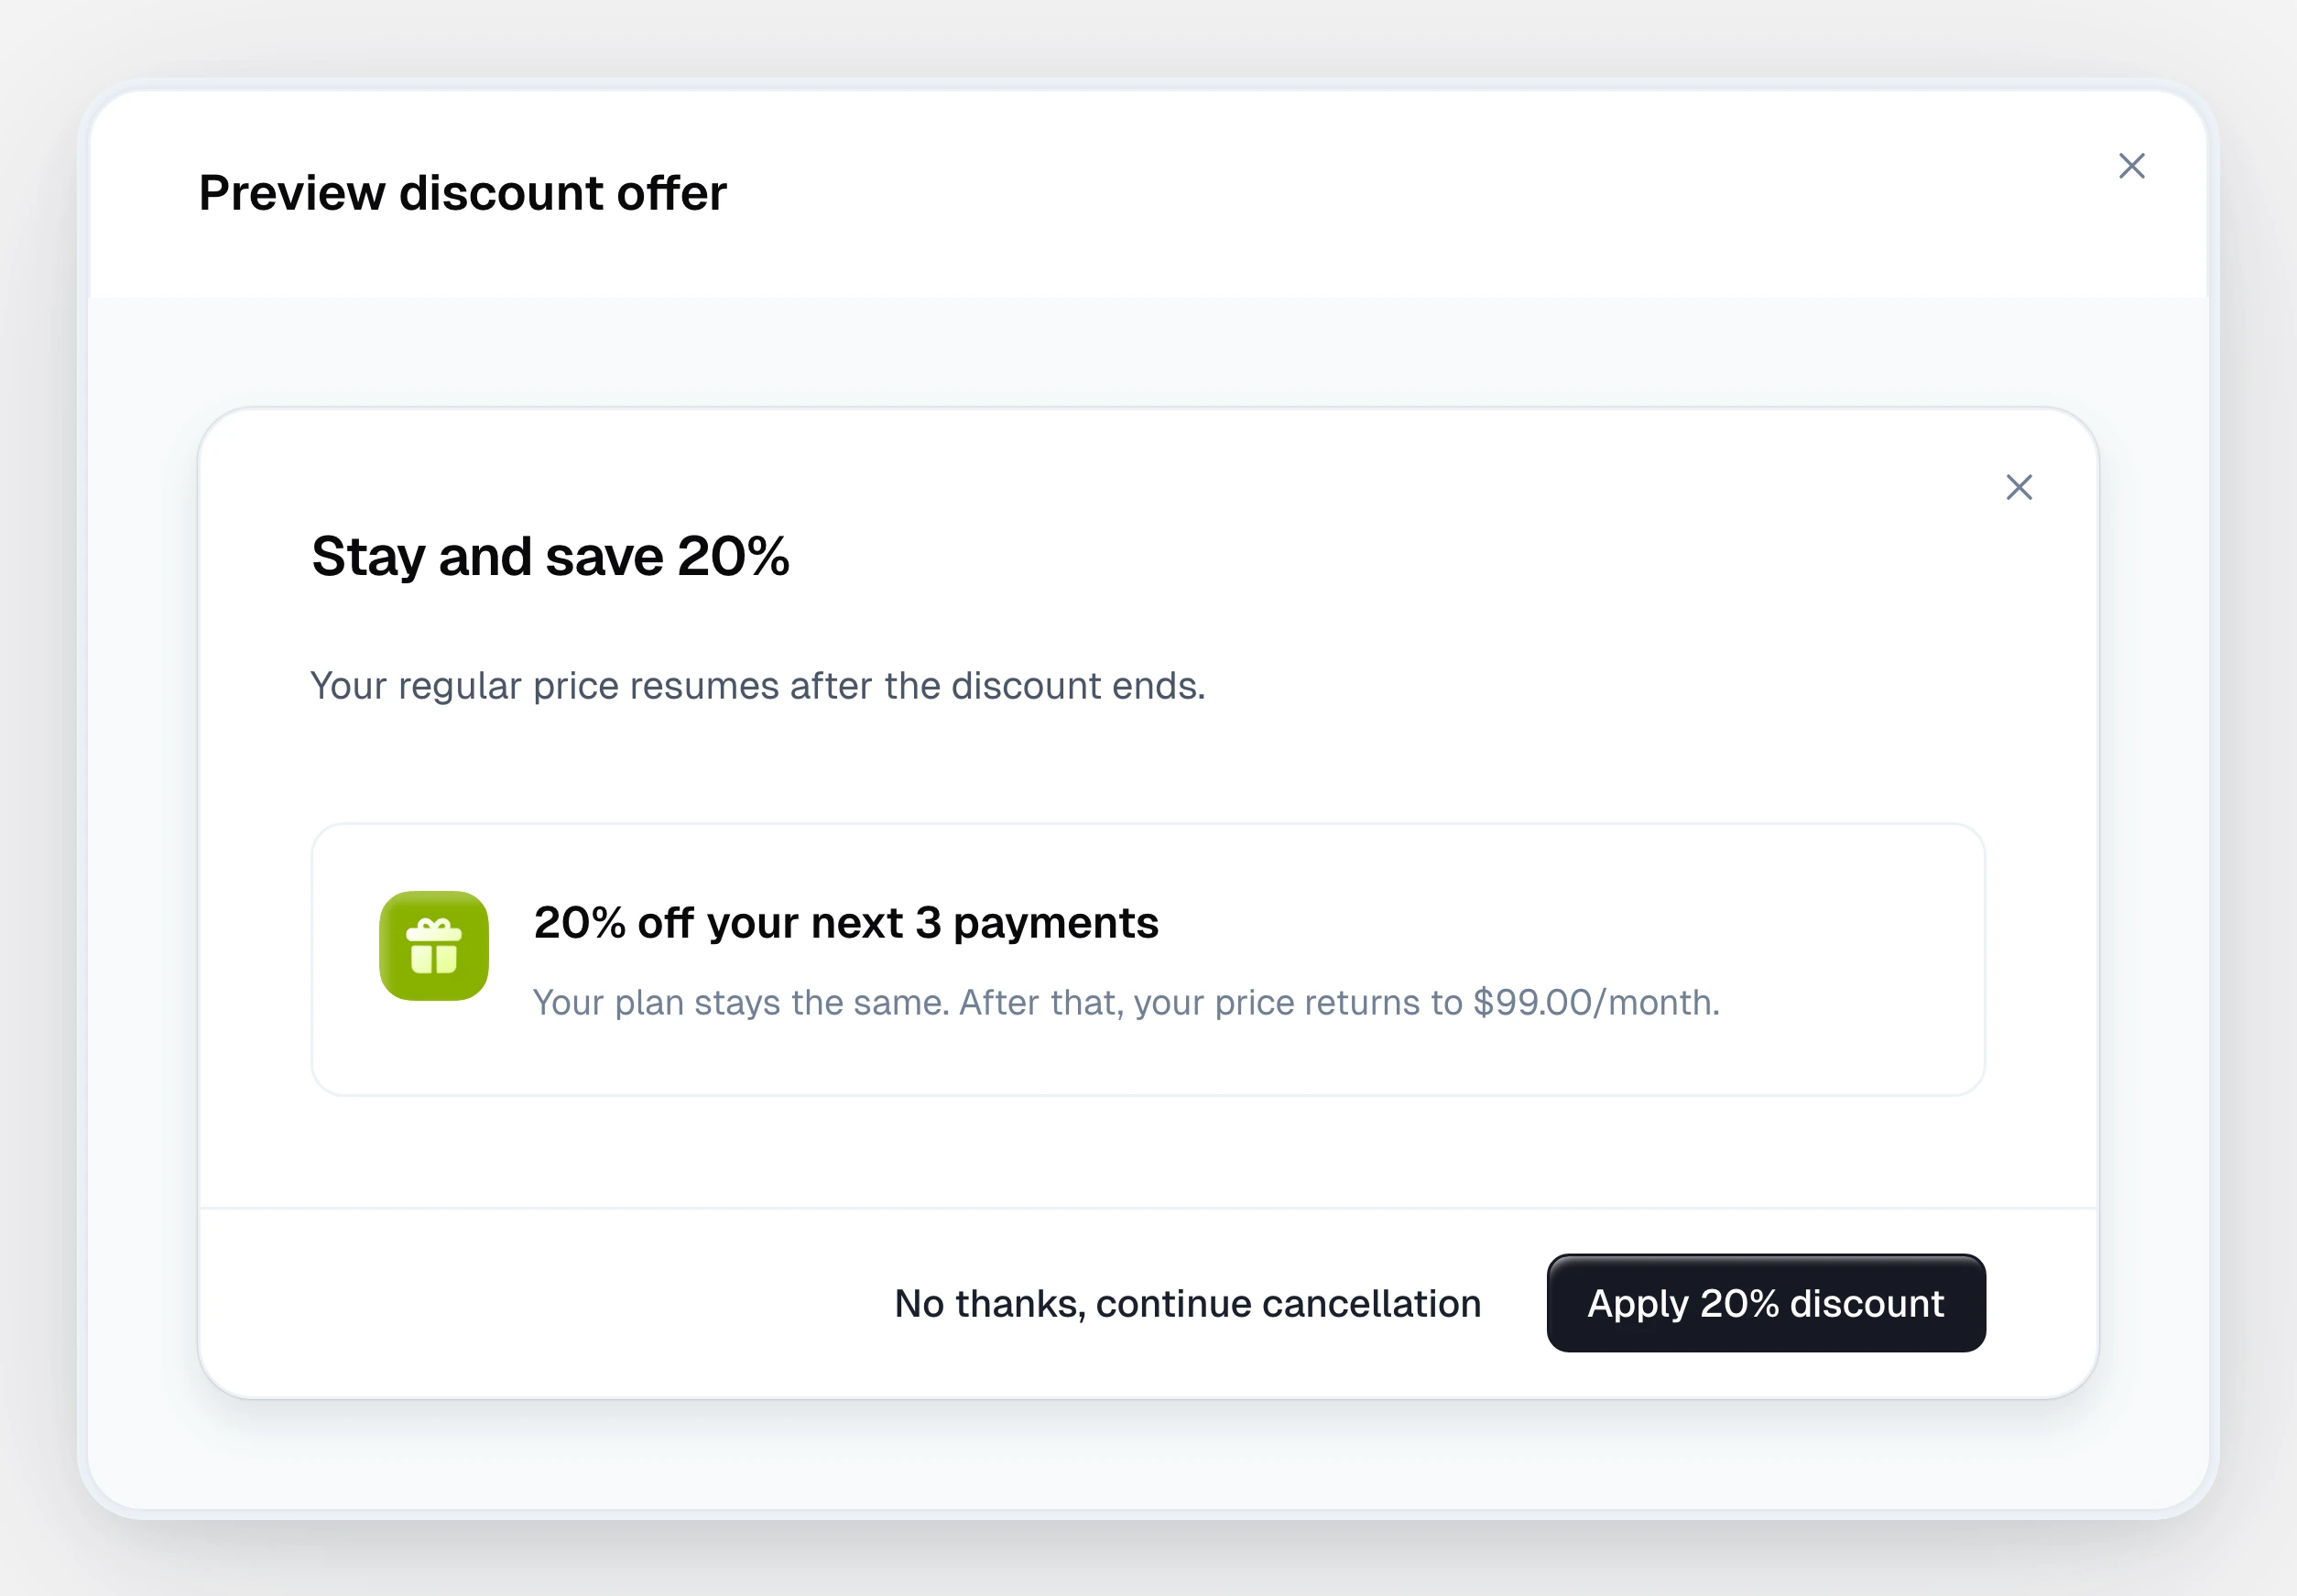 Preview discount offer
Stay and save 20%
Your regular price resumes after the discount ends.
20% off your next 3 payments
Your plan stays the same. After that, your price returns to $99.00/month.
No thanks, continue cancellation
Apply 20% discount